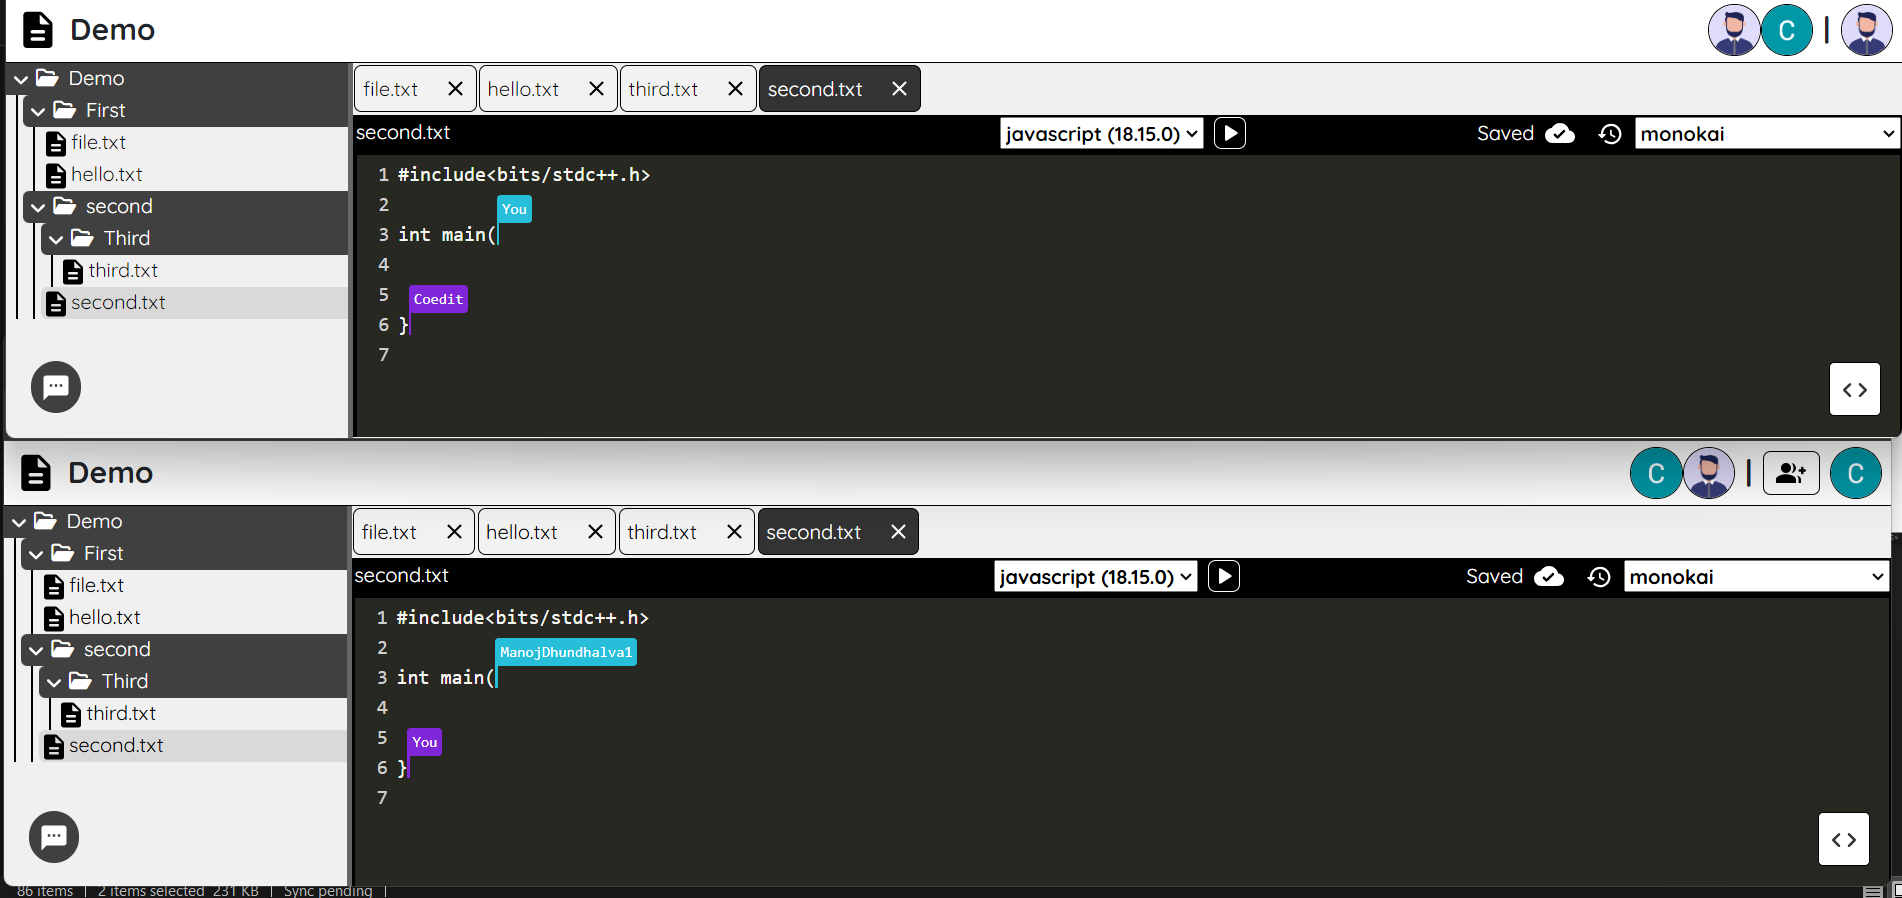 Demo
C
Demo
First
file.txt
hello.txt
second
Third
third.txt
second.txt
file.txt hello.txt third.txt second.txt
second.txt javascript (18.15.0) Saved monokai
1 #include<bits/stdc++.h>
2
You
3 int main(
4
5
Coedit
6 }
7
Demo
C C
Demo
First
file.txt
hello.txt
second
Third
third.txt
second.txt
file.txt hello.txt third.txt second.txt
second.txt javascript (18.15.0) Saved monokai
1 #include<bits/stdc++.h>
2
ManojDhundhalva1
3 int main(
4
5
You
6 }
7
86 items 2 items selected 231 KB Sync pending